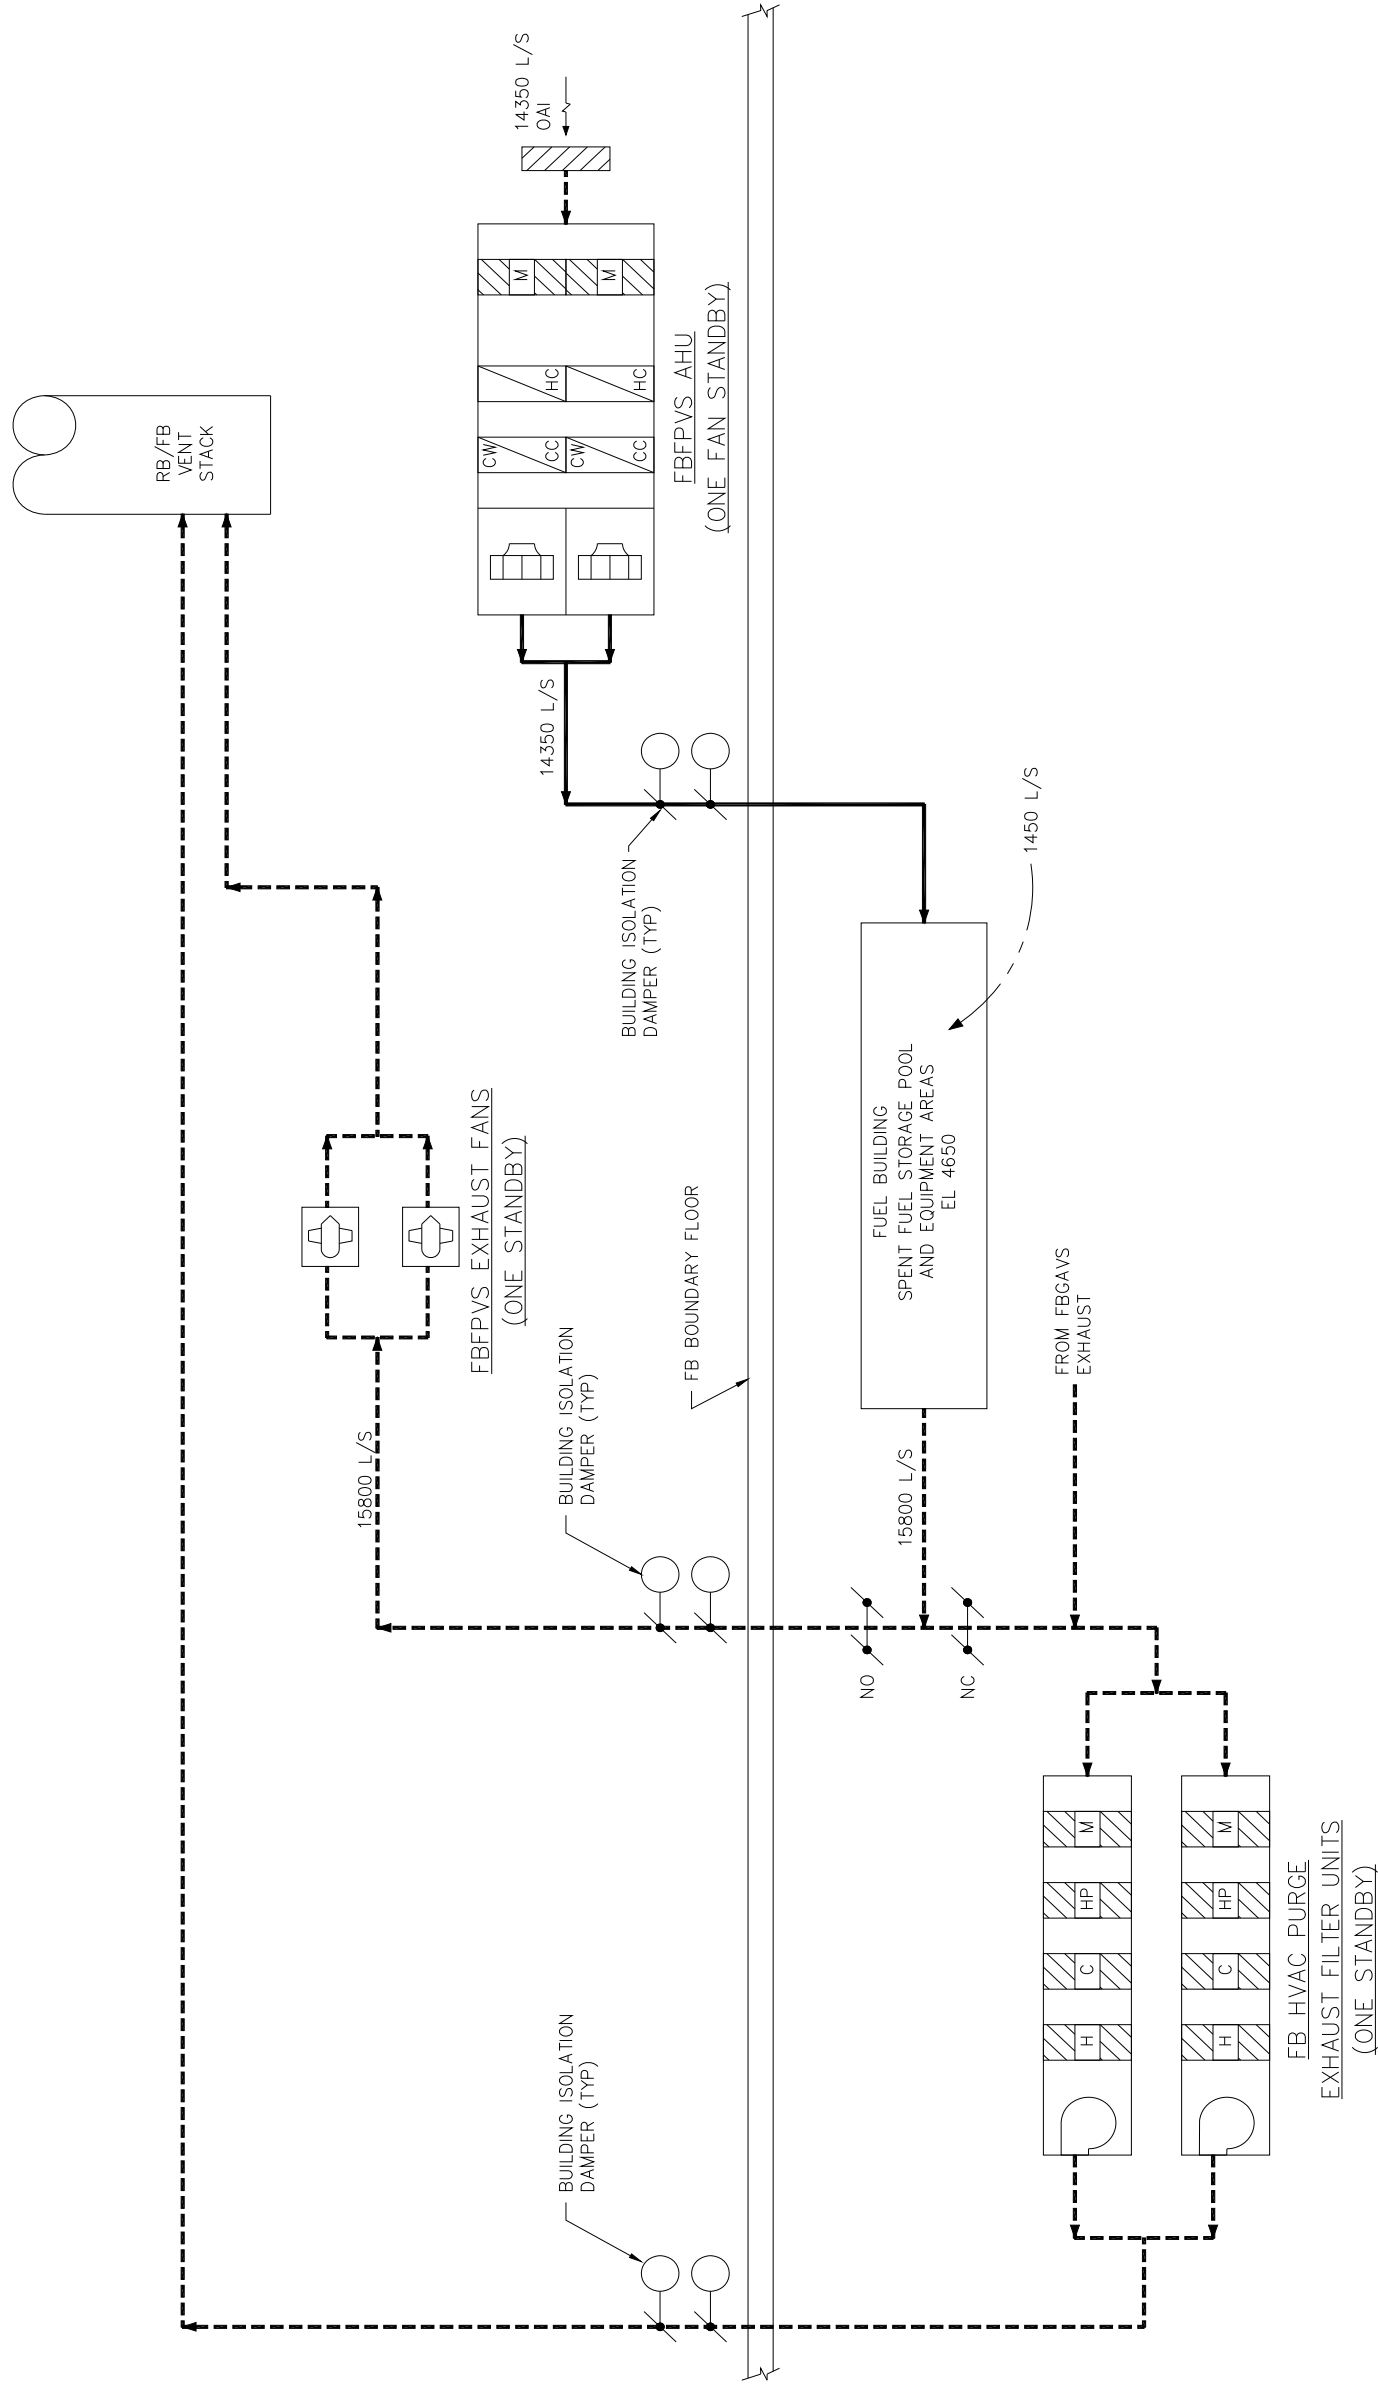 RB/FB
VENT
STACK
14350 L/S
OAI
M
M
HC
HC
CW
CC
CW
CC
FBFPVS AHU
(ONE FAN STANDBY)
14350 L/S
BUILDING ISOLATION
DAMPER (TYP)
1450 L/S
FBFPVS EXHAUST FANS
(ONE STANDBY)
15800 L/S
BUILDING ISOLATION
DAMPER (TYP)
FB BOUNDARY FLOOR
FUEL BUILDING
SPENT FUEL STORAGE POOL
AND EQUIPMENT AREAS
EL 4650
15800 L/S
FROM FBGAVS
EXHAUST
NO
NC
BUILDING ISOLATION
DAMPER (TYP)
H
C
HP
M
H
C
HP
M
FB HVAC PURGE
EXHAUST FILTER UNITS
(ONE STANDBY)